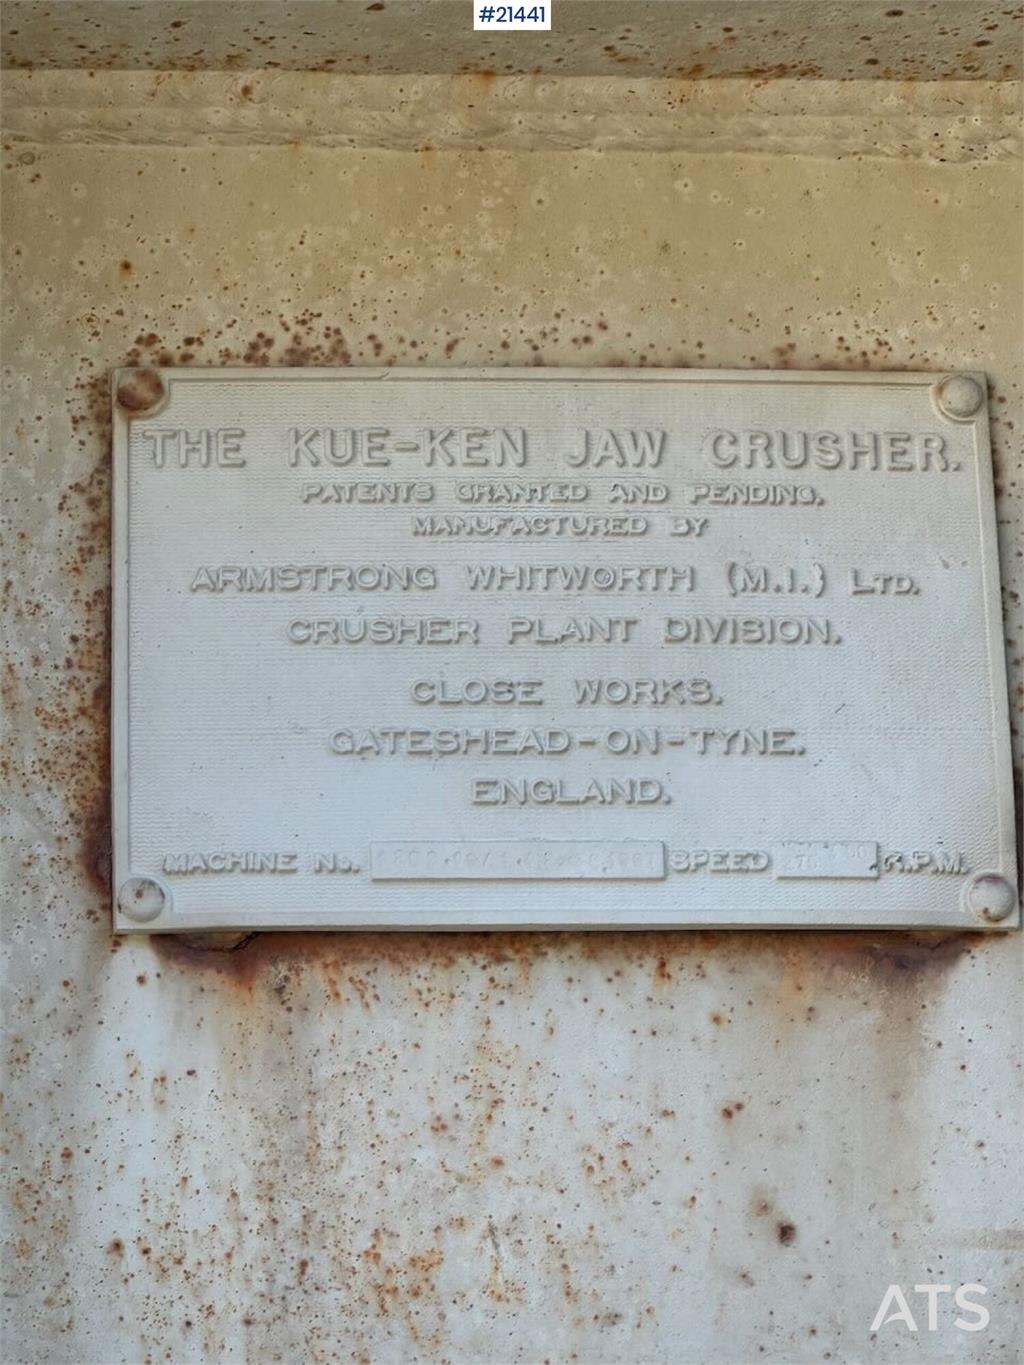 #21441
THE KUE-KEN JAW CRUSHER.
PATENTS GRANTED AND PENDING.
MANUFACTURED BY
ARMSTRONG WHITWORTH (M.I.) LTD.
CRUSHER PLANT DIVISION.
CLOSE WORKS.
GATESHEAD-ON-TYNE.
ENGLAND.
MACHINE No. SPEED R.P.M.
ATS